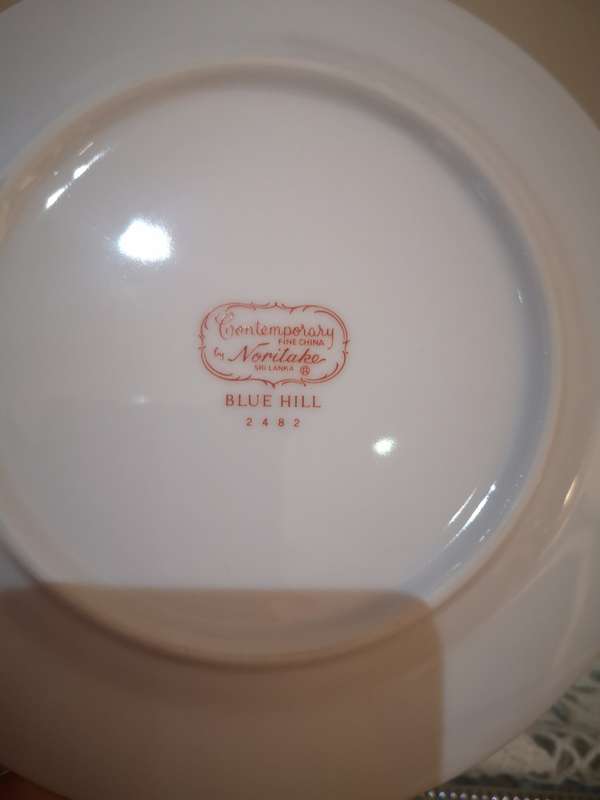 Contemporary
FINE CHINA
by Noritake
SRI LANKA ®
BLUE HILL
2482